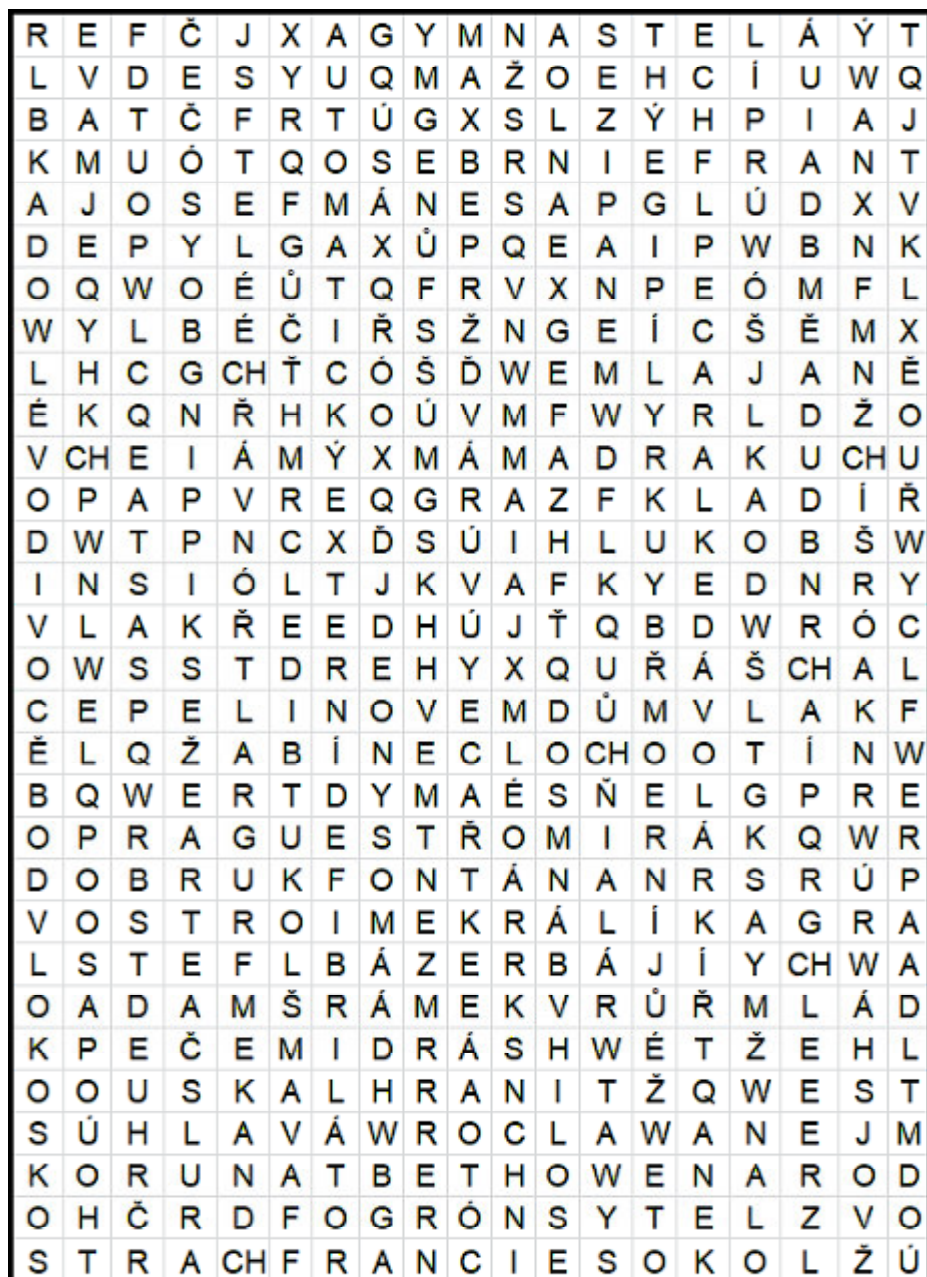 R E F Č J X A G Y M N A S T E L Á Ý T
L V D E S Y U Q M A Ž O E H C Í U W Q
B A T Č F R T Ú G X S L Z Ý H P I A J
K M U Ó T Q O S E B R N I E F R A N T
A J O S E F M Á N E S A P G L Ú D X V
D E P Y L G A X Ů P Q E A I P W B N K
O Q W O É Ů T Q F R V X N P E Ó M F L
W Y L B É Č I Ř S Ž N G E Í C Š Ě M X
L H C G CH Ť C Ó Š Ď W E M L A J A N Ě
É K Q N Ř H K O Ú V M F W Y R L D Ž O
V CH E I Á M Ý X M Á M A D R A K U CH U
O P A P V R E Q G R A Z F K L A D Í Ř
D W T P N C X Ď S Ú I H L U K O B Š W
I N S I Ó L T J K V A F K Y E D N R Y
V L A K Ř E E D H Ú J Ť Q B D W R Ó C
O W S S T D R E H Y X Q U Ř Á Š CH A L
C E P E L I N O V E M D Ů M V L A K F
Ě L Q Ž A B Í N E C L O CH O O T Í N W
B Q W E R T D Y M A É S Ň E L G P R E
O P R A G U E S T Ř O M I R Á K Q W R
D O B R U K F O N T Á N A N R S R Ú P
V O S T R O I M E K R Á L Í K A G R A
L S T E F L B Á Z E R B Á J Í Y CH W A
O A D A M Š R Á M E K V R Ů Ř M L Á D
K P E Č E M I D R Á S H W É T Ž E H L
O O U S K A L H R A N I T Ž Q W E S T
S Ú H L A V Á W R O C L A W A N E J M
K O R U N A T B E T H O W E N A R O D
O H Č R D F O G R Ó N S Y T E L Z V O
S T R A CH F R A N C I E S O K O L Ž Ú